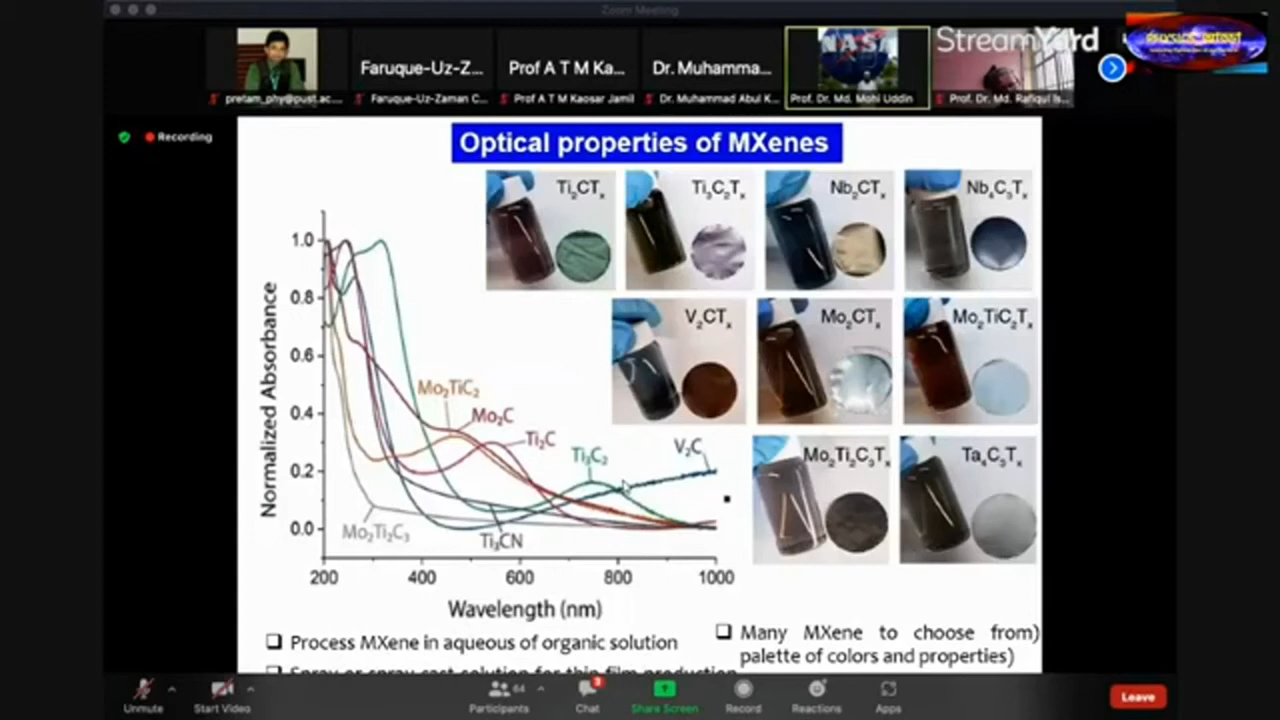 Zoom Meeting
StreamYard
NASA
Faruque-Uz-Z...
Prof A T M Ka...
Dr. Muhamma...
pretam_phy@pust.ac....
Faruque-Uz-Zaman C...
Prof A T M Kaosar Jamil
Dr. Muhammad Abul K...
Prof. Dr. Md. Mohi Uddin
Prof. Dr. Md. Rafiqul Is...
Recording
Optical properties of MXenes
Ti₂CTₓ
Ti₃C₂Tₓ
Nb₂CTₓ
Nb₄C₃Tₓ
V₂CTₓ
Mo₂CTₓ
Mo₂TiC₂Tₓ
Mo₂Ti₂C₃Tₓ
Ta₄C₃Tₓ
Normalized Absorbance
1.0
0.8
0.6
0.4
0.2
0.0
Mo₂TiC₂
Mo₂C
Ti₂C
Ti₃C₂
V₂C
Mo₂Ti₂C₃
Ti₃CN
200
400
600
800
1000
Wavelength (nm)
Process MXene in aqueous of organic solution
Many MXene to choose from)
palette of colors and properties)
Unmute
Start Video
64
Participants
3
Chat
Share Screen
Record
Reactions
Apps
Leave